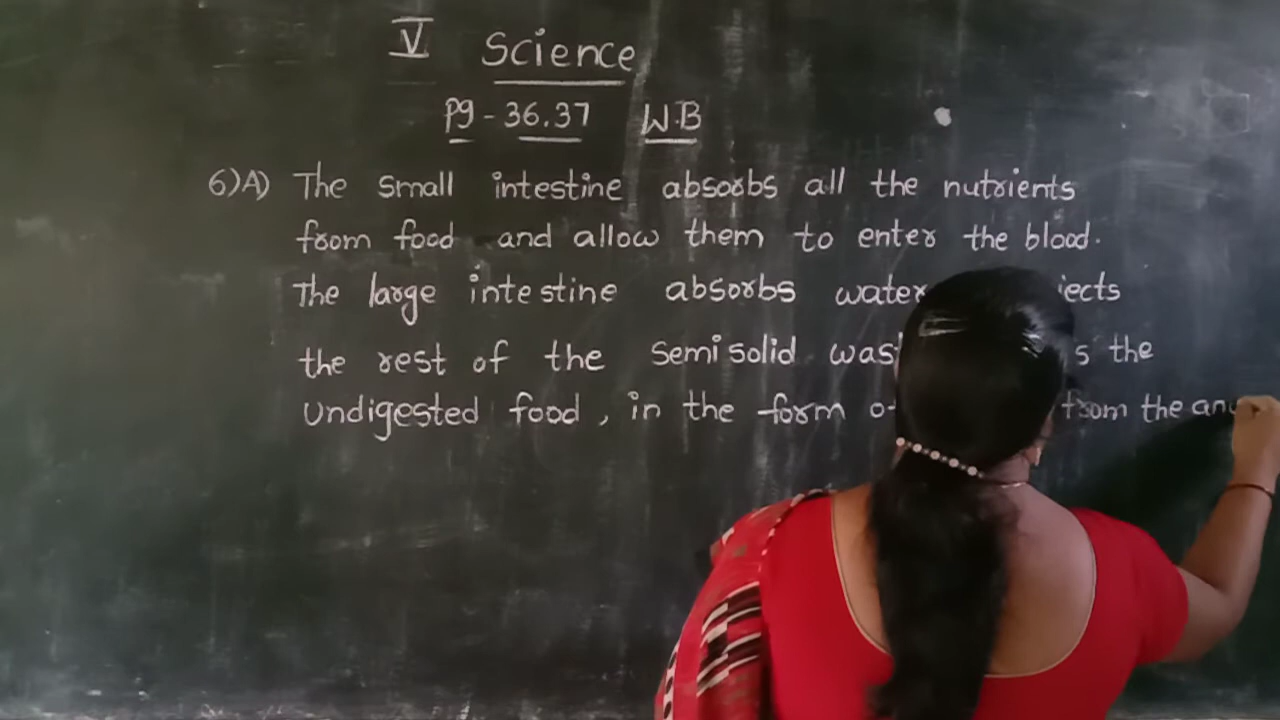 V Science
Pg - 36.37 W.B
6)A) The small intestine absorbs all the nutrients
from food and allow them to enter the blood.
The large intestine absorbs water
the rest of the semi solid the
undigested food, in the form from the